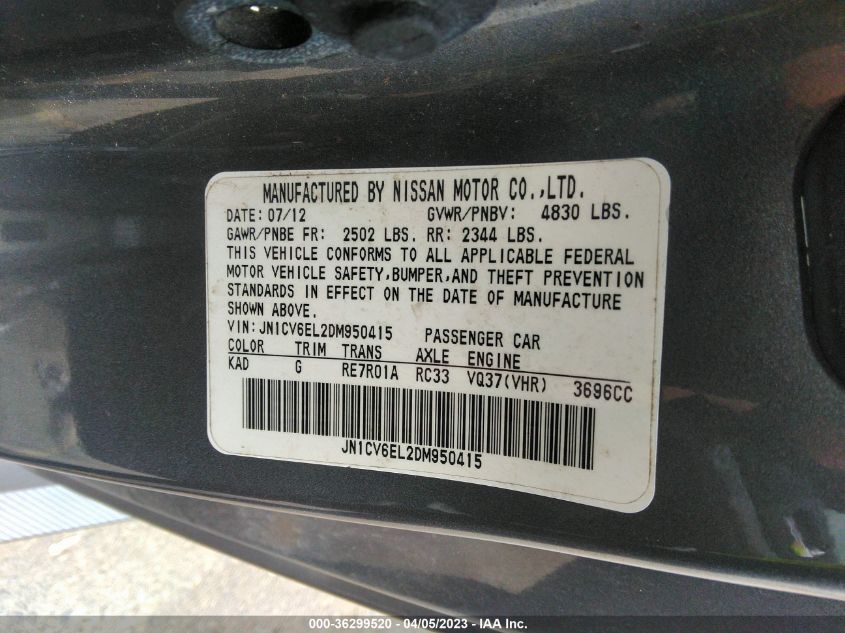 MANUFACTURED BY NISSAN MOTOR CO.,LTD.
DATE: 07/12 GVWR/PNBV: 4830 LBS.
GAWR/PNBE FR: 2502 LBS. RR: 2344 LBS.
THIS VEHICLE CONFORMS TO ALL APPLICABLE FEDERAL
MOTOR VEHICLE SAFETY,BUMPER,AND THEFT PREVENTION
STANDARDS IN EFFECT ON THE DATE OF MANUFACTURE
SHOWN ABOVE.
VIN:JN1CV6EL2DM950415 PASSENGER CAR
COLOR TRIM TRANS AXLE ENGINE
KAD G RE7R01A RC33 VQ37(VHR) 3696CC
JN1CV6EL2DM950415
000-36299520 - 04/05/2023 - IAA, Inc.